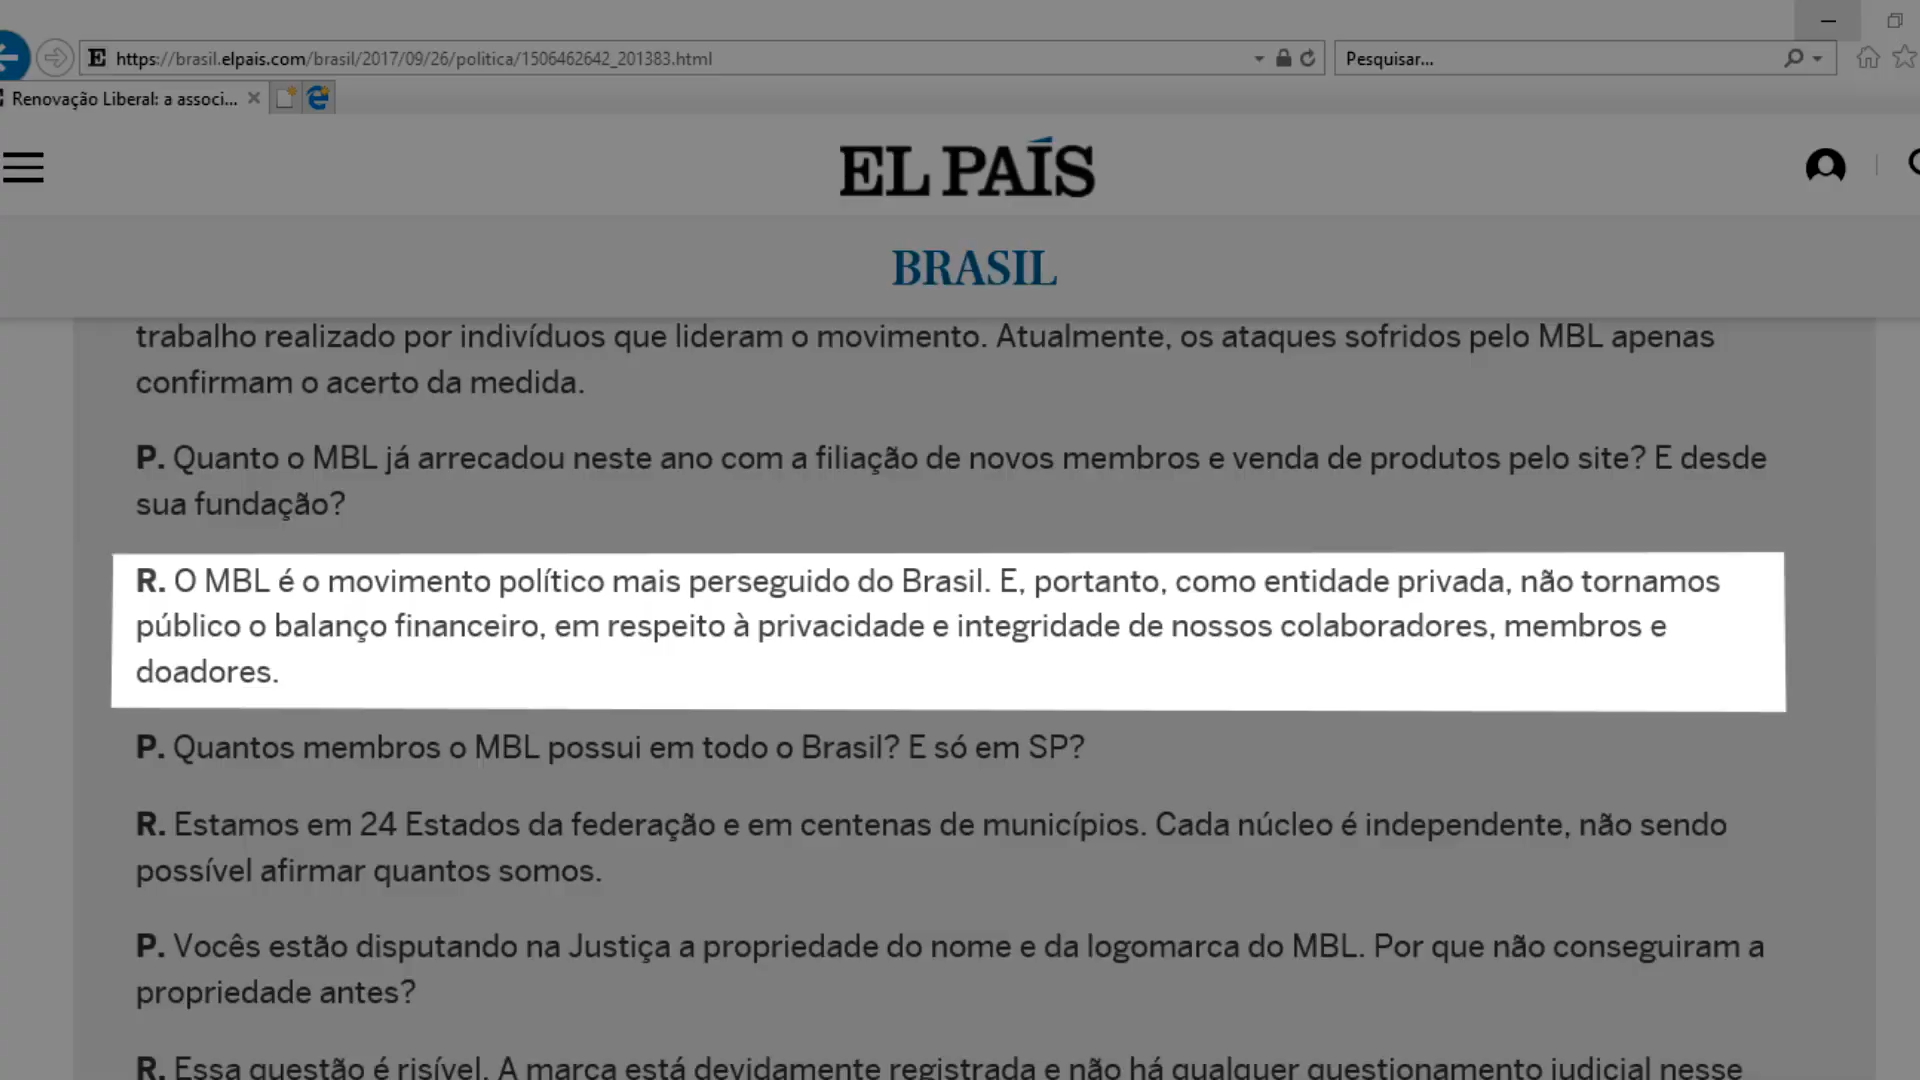 https://brasil.elpais.com/brasil/2017/09/26/politica/1506462642_201383.html
Pesquisar...
Renovação Liberal: a associ...
EL PAÍS
BRASIL
trabalho realizado por indivíduos que lideram o movimento. Atualmente, os ataques sofridos pelo MBL apenas
confirmam o acerto da medida.
P. Quanto o MBL já arrecadou neste ano com a filiação de novos membros e venda de produtos pelo site? E desde
sua fundação?
R. O MBL é o movimento político mais perseguido do Brasil. E, portanto, como entidade privada, não tornamos
público o balanço financeiro, em respeito à privacidade e integridade de nossos colaboradores, membros e
doadores.
P. Quantos membros o MBL possui em todo o Brasil? E só em SP?
R. Estamos em 24 Estados da federação e em centenas de municípios. Cada núcleo é independente, não sendo
possível afirmar quantos somos.
P. Vocês estão disputando na Justiça a propriedade do nome e da logomarca do MBL. Por que não conseguiram a
propriedade antes?
R. Essa questão é risível. A marca está devidamente registrada e não há qualquer questionamento judicial nesse